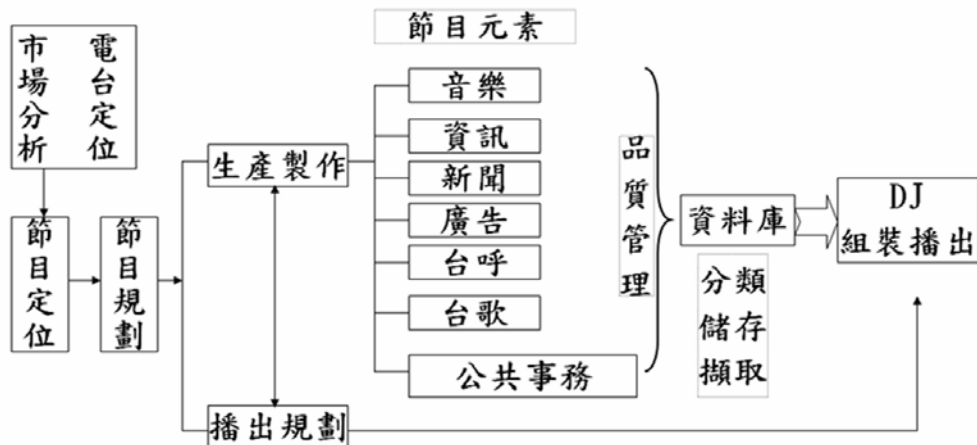 節目元素
電台定位
市場分析
節目定位
節目規劃
生產製作
播出規劃
音樂
資訊
新聞
廣告
台呼
台歌
公共事務
品質管理
資料庫
分類
儲存
擷取
DJ
組裝播出